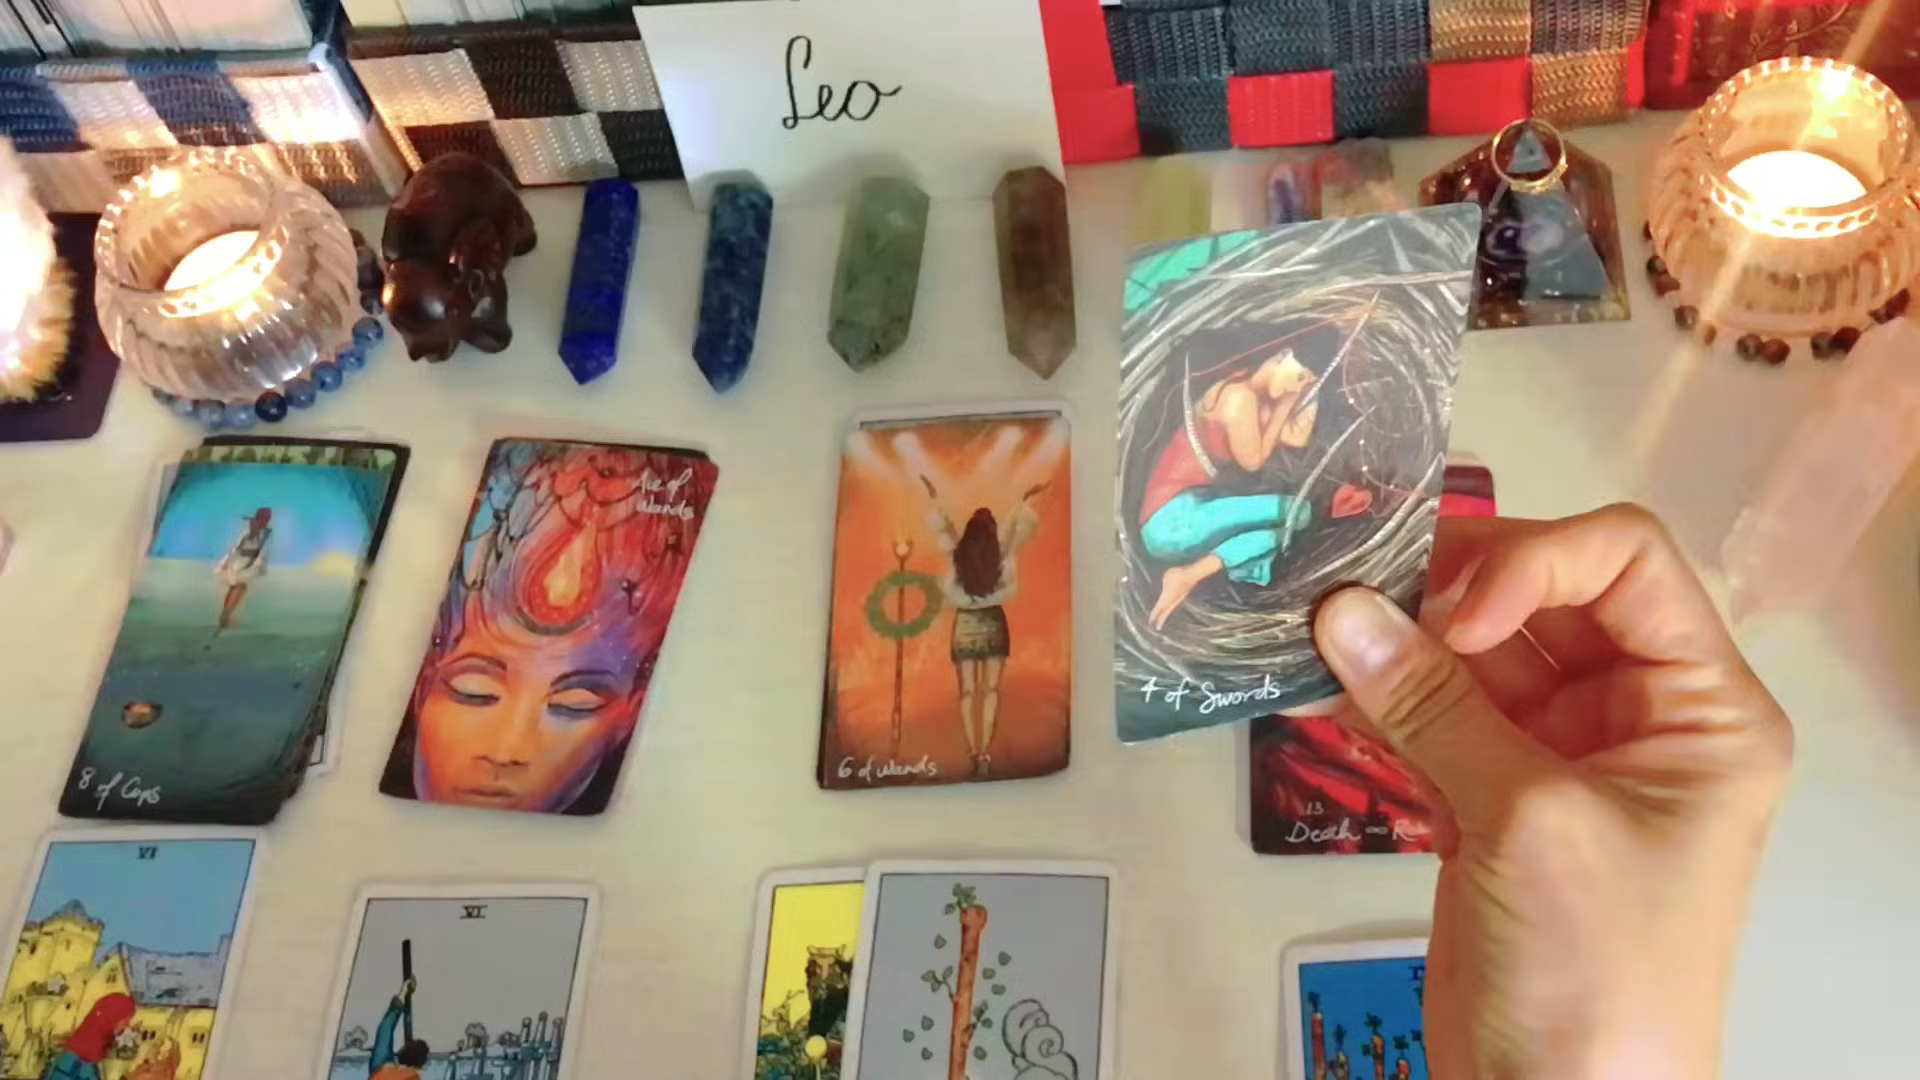 Leo
Ace of
Wands
4 of Swords
6 of Wands
8 of Cups
13
Death
VI
VI